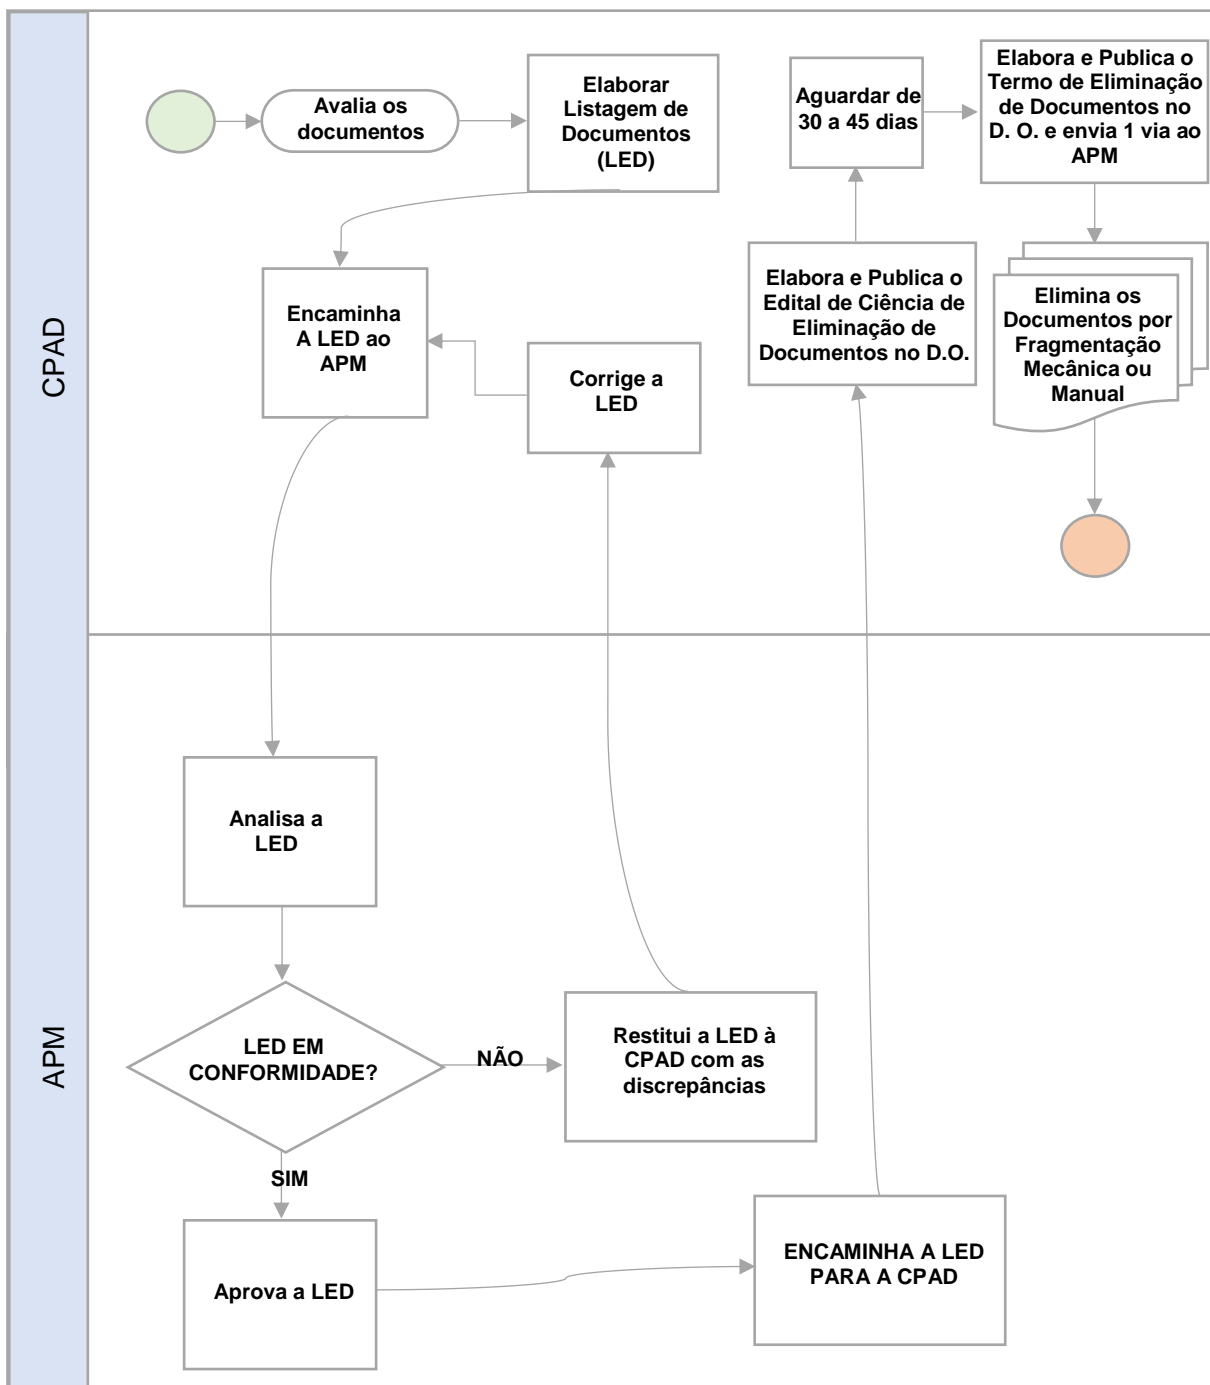 CPAD
Avalia os
documentos
Elaborar
Listagem de
Documentos
(LED)
Encaminha
A LED ao
APM
Corrige a
LED
Aguardar de
30 a 45 dias
Elabora e Publica o
Termo de Eliminação
de Documentos no
D. O. e envia 1 via ao
APM
Elabora e Publica o
Edital de Ciência de
Eliminação de
Documentos no D.O.
Elimina os
Documentos por
Fragmentação
Mecânica ou
Manual
APM
Analisa a
LED
LED EM
CONFORMIDADE?
NÃO
Restitui a LED à
CPAD com as
discrepâncias
SIM
Aprova a LED
ENCAMINHA A LED
PARA A CPAD